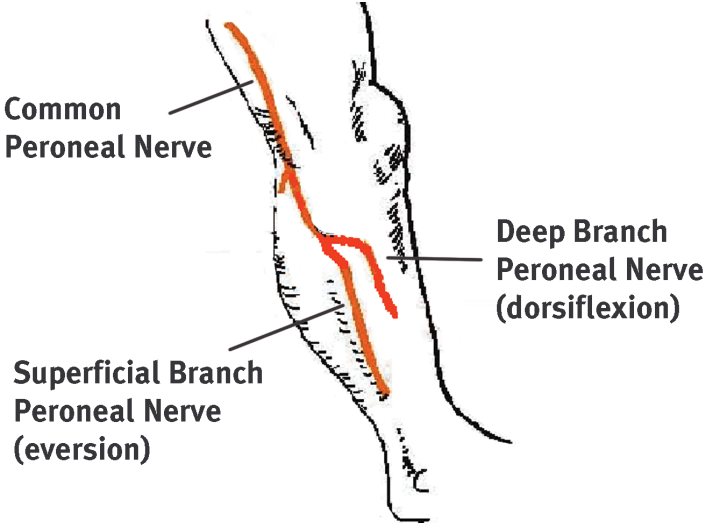 Common
Peroneal Nerve
Deep Branch
Peroneal Nerve
(dorsiflexion)
Superficial Branch
Peroneal Nerve
(eversion)